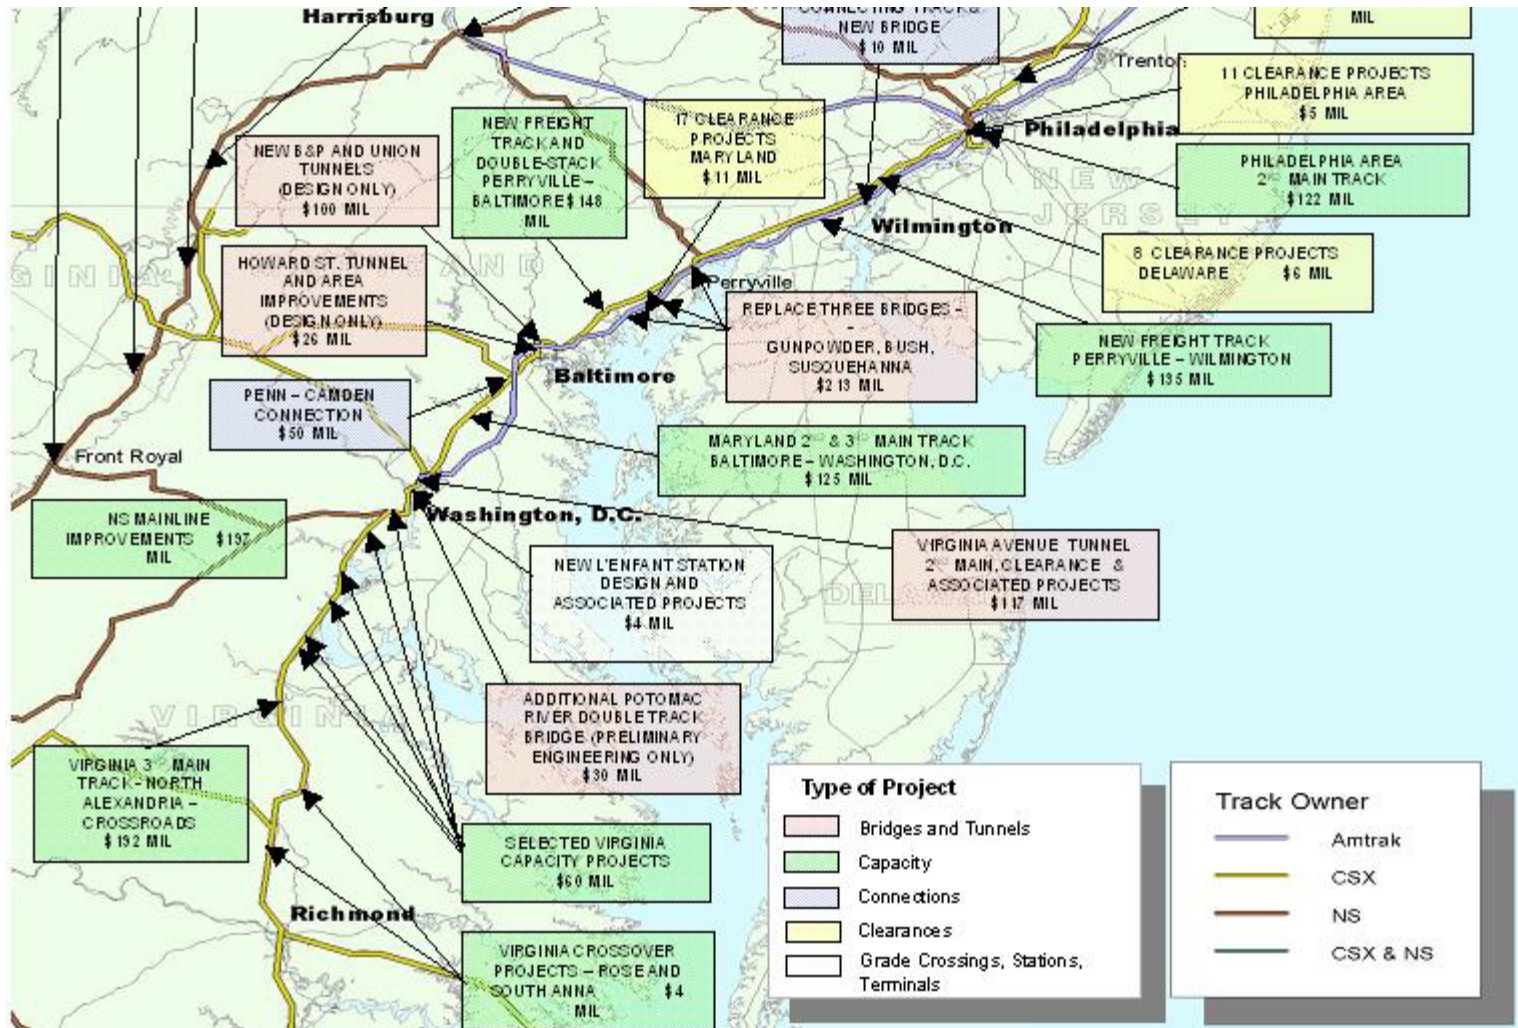 Harrisburg
CONNECTING TRACK &
NEW BRIDGE
$10 MIL
MIL
Trenton
11 CLEARANCE PROJECTS
PHILADELPHIA AREA
$5 MIL
Philadelphia
NEW FREIGHT
TRACK AND
DOUBLE-STACK
PERRYVILLE –
BALTIMORE $148
MIL
17 CLEARANCE
PROJECTS
MARYLAND
$11 MIL
NEW B&P AND UNION
TUNNELS
(DESIGN ONLY)
$100 MIL
PHILADELPHIA AREA
2ND MAIN TRACK
$122 MIL
NEW
JERSEY
Wilmington
8 CLEARANCE PROJECTS
DELAWARE $6 MIL
HOWARD ST. TUNNEL
AND AREA
IMPROVEMENTS
(DESIGN ONLY)
$26 MIL
Perryville
REPLACE THREE BRIDGES –
-
GUNPOWDER, BUSH,
SUSQUEHANNA
$213 MIL
NEW FREIGHT TRACK
PERRYVILLE – WILMINGTON
$135 MIL
Baltimore
PENN – CAMDEN
CONNECTION
$50 MIL
MARYLAND 2ND & 3RD MAIN TRACK
BALTIMORE – WASHINGTON, D.C.
$125 MIL
Front Royal
NS MAINLINE
IMPROVEMENTS $197
MIL
Washington, D.C.
NEW L'ENFANT STATION
DESIGN AND
ASSOCIATED PROJECTS
$4 MIL
VIRGINIA AVENUE TUNNEL
2ND MAIN, CLEARANCE &
ASSOCIATED PROJECTS
$117 MIL
DELAWARE
VIRGINIA
ADDITIONAL POTOMAC
RIVER DOUBLE TRACK
BRIDGE (PRELIMINARY
ENGINEERING ONLY)
$30 MIL
VIRGINIA 3 MAIN
TRACK - NORTH
ALEXANDRIA –
CROSSROADS
$192 MIL
SELECTED VIRGINIA
CAPACITY PROJECTS
$60 MIL
Richmond
VIRGINIA CROSSOVER
PROJECTS – ROSE AND
SOUTH ANNA $4
MIL
Type of Project
Bridges and Tunnels
Capacity
Connections
Clearances
Grade Crossings, Stations,
Terminals
Track Owner
Amtrak
CSX
NS
CSX & NS